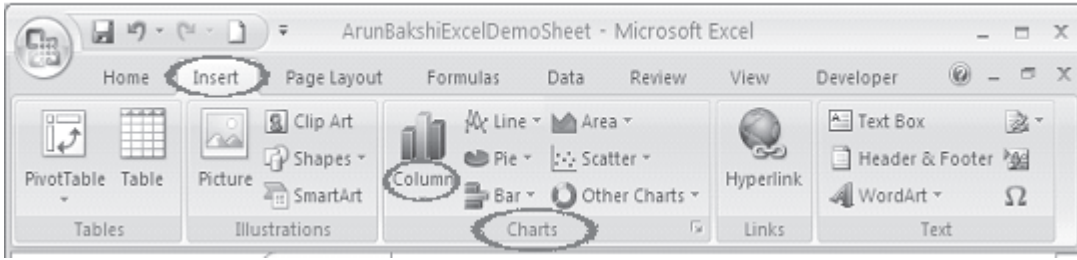 ArunBakshiExcelDemoSheet - Microsoft Excel
Home Insert Page Layout Formulas Data Review View Developer
Clip Art Line Area Text Box
Shapes Pie Scatter Header & Footer
PivotTable Table Picture SmartArt Column Bar Other Charts Hyperlink WordArt Ω
Tables Illustrations Charts Links Text